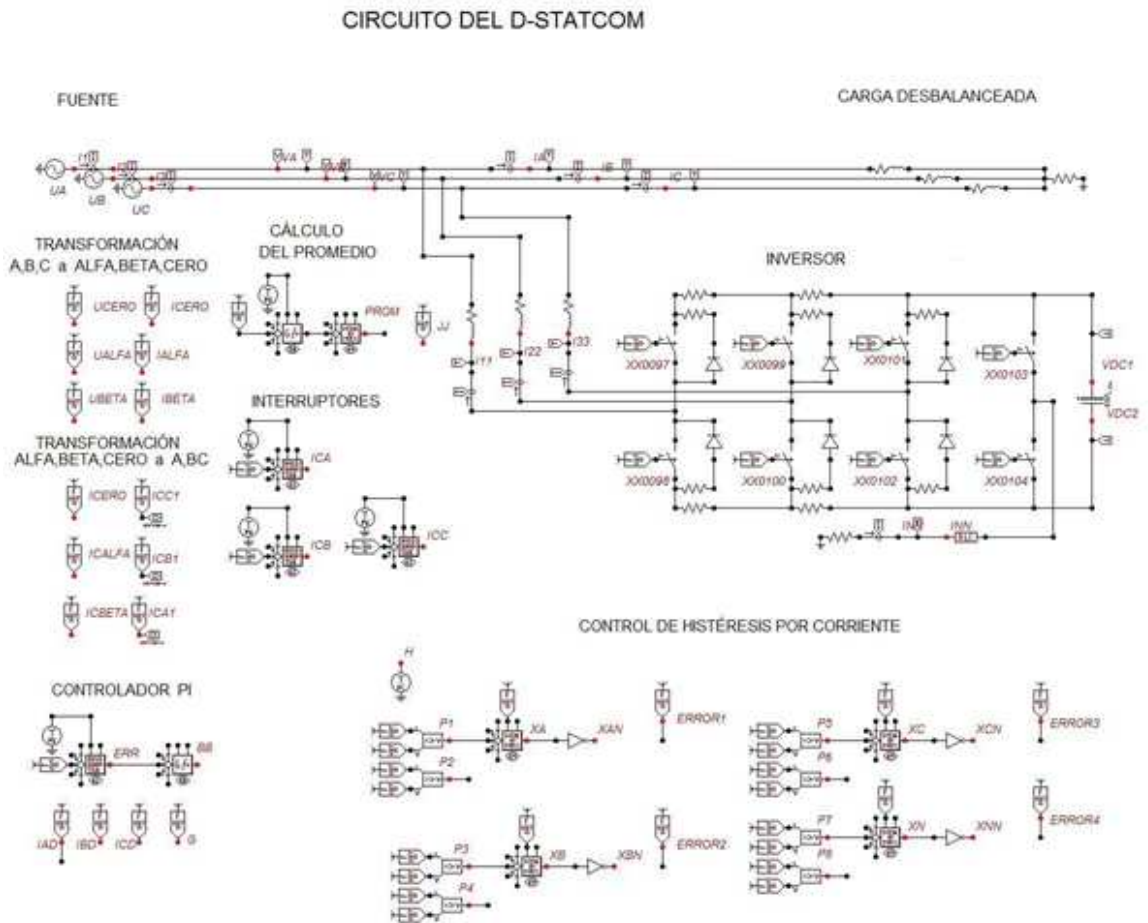 CIRCUITO DEL D-STATCOM
FUENTE
CARGA DESBALANCEADA
UA
UB
UC
I1
VA
VC
IA
IB
IC
TRANSFORMACIÓN
A,B,C a ALFA,BETA,CERO
UCERO
ICERO
UALFA
IALFA
UBETA
IBETA
CÁLCULO
DEL PROMEDIO
PROM
JJ
I11
I22
I33
INVERSOR
XX0097
XX0099
XX0101
XX0103
XX0098
XX0100
XX0102
XX0104
VDC1
VDC2
INN
INTERRUPTORES
ICA
ICB
ICC
TRANSFORMACIÓN
ALFA,BETA,CERO a A,BC
ICERO
ICC1
ICALFA
ICB1
ICBETA
ICA1
CONTROLADOR PI
ERR
BB
IAD
IBD
ICD
G
CONTROL DE HISTÉRESIS POR CORRIENTE
H
P1
XA
XAN
ERROR1
P2
P3
XB
XBN
ERROR2
P4
P5
XC
XCN
ERROR3
P6
P7
XN
XNN
ERROR4
P8